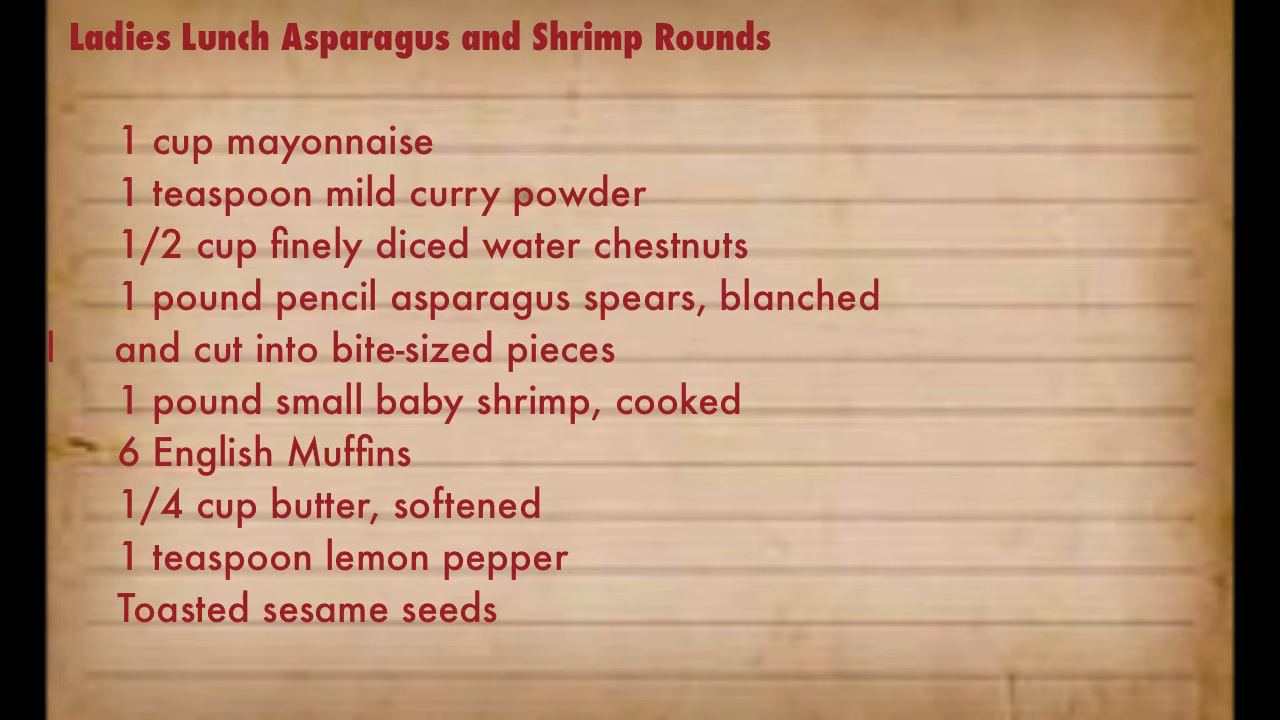 Ladies Lunch Asparagus and Shrimp Rounds
1 cup mayonnaise
1 teaspoon mild curry powder
1/2 cup finely diced water chestnuts
1 pound pencil asparagus spears, blanched
l and cut into bite-sized pieces
1 pound small baby shrimp, cooked
6 English Muffins
1/4 cup butter, softened
1 teaspoon lemon pepper
Toasted sesame seeds